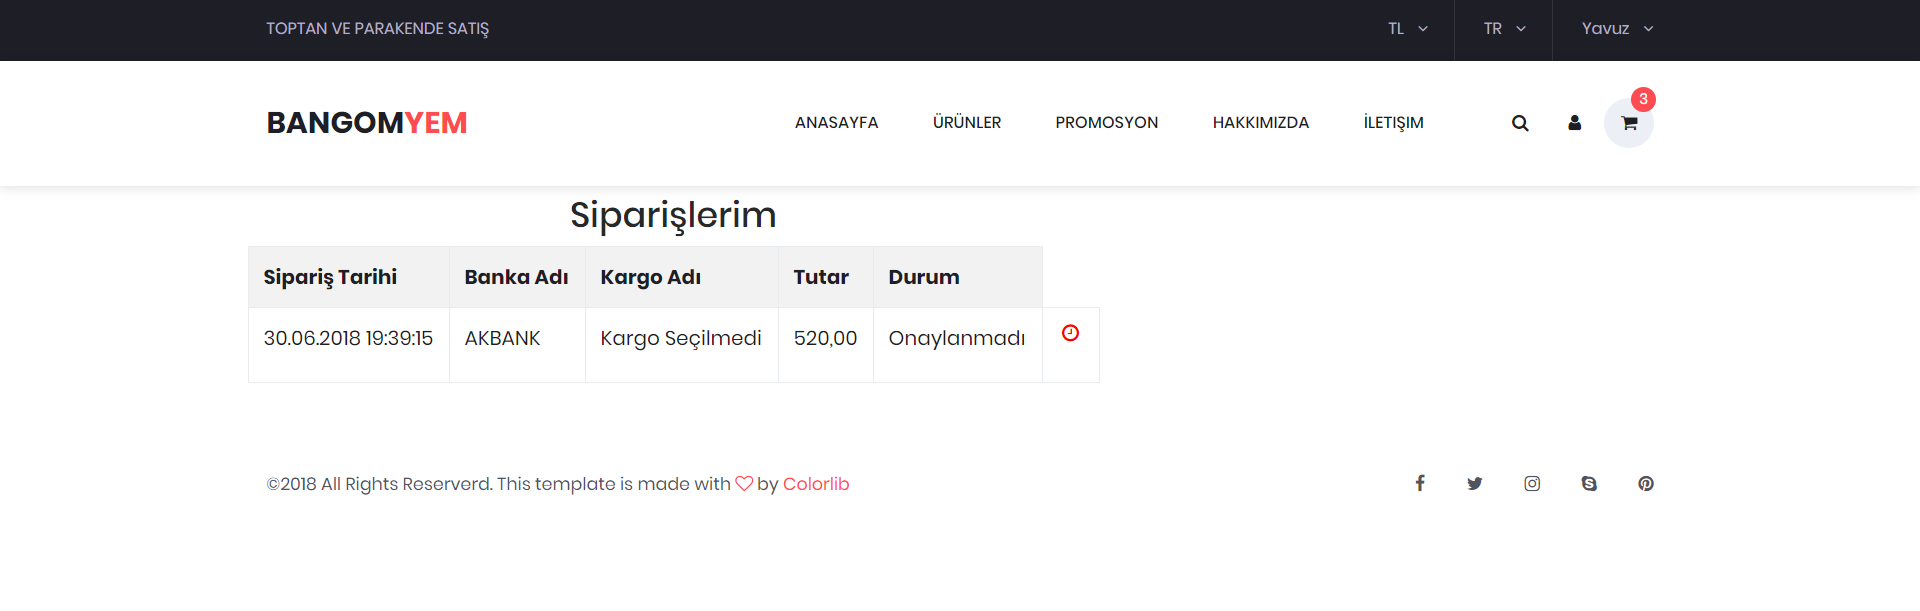 TOPTAN VE PARAKENDE SATIŞ TL TR Yavuz
BANGOMYEM ANASAYFA ÜRÜNLER PROMOSYON HAKKIMIZDA İLETIŞIM 3
Siparişlerim
Sipariş Tarihi Banka Adı Kargo Adı Tutar Durum
30.06.2018 19:39:15 AKBANK Kargo Seçilmedi 520,00 Onaylanmadı
©2018 All Rights Reserverd. This template is made with by Colorlib